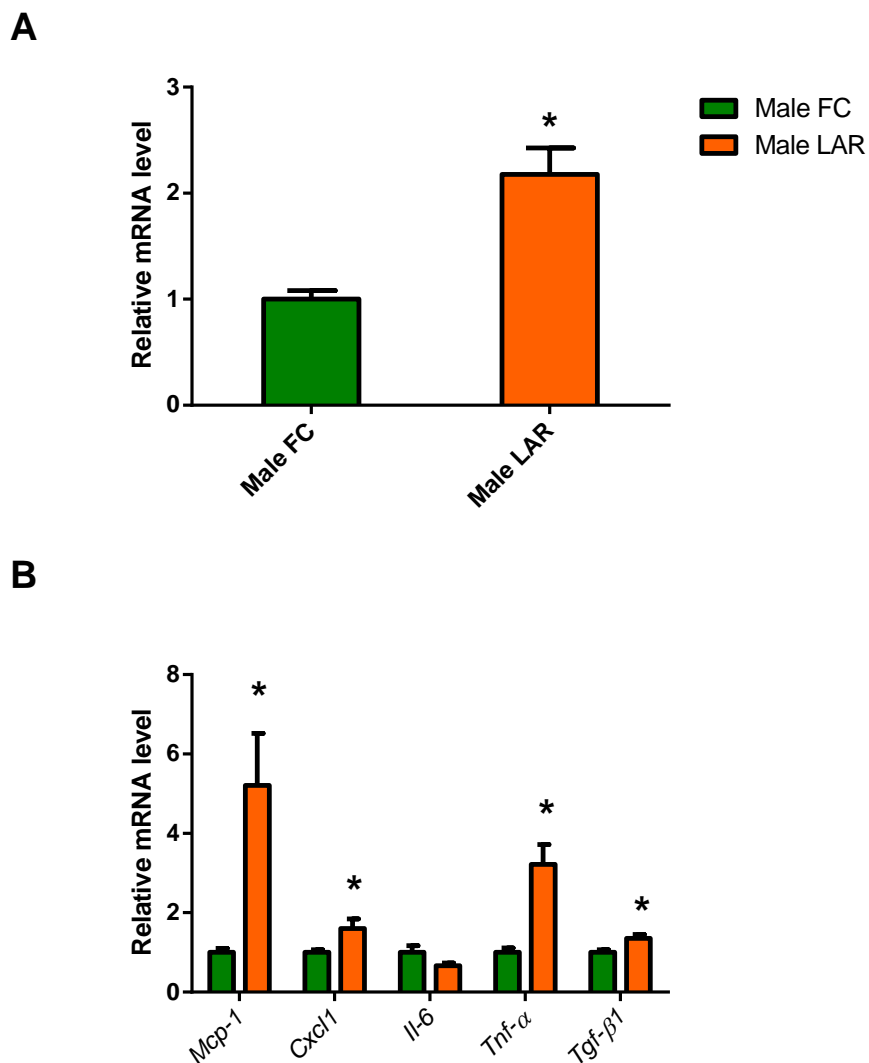 A
Relative mRNA level
3
2
1
0
*
Male FC
Male LAR
Male FC
Male LAR
B
Relative mRNA level
8
6
4
2
0
*
*
*
*
Mcp-1
Cxcl1
Il-6
Tnf-α
Tgf-β1